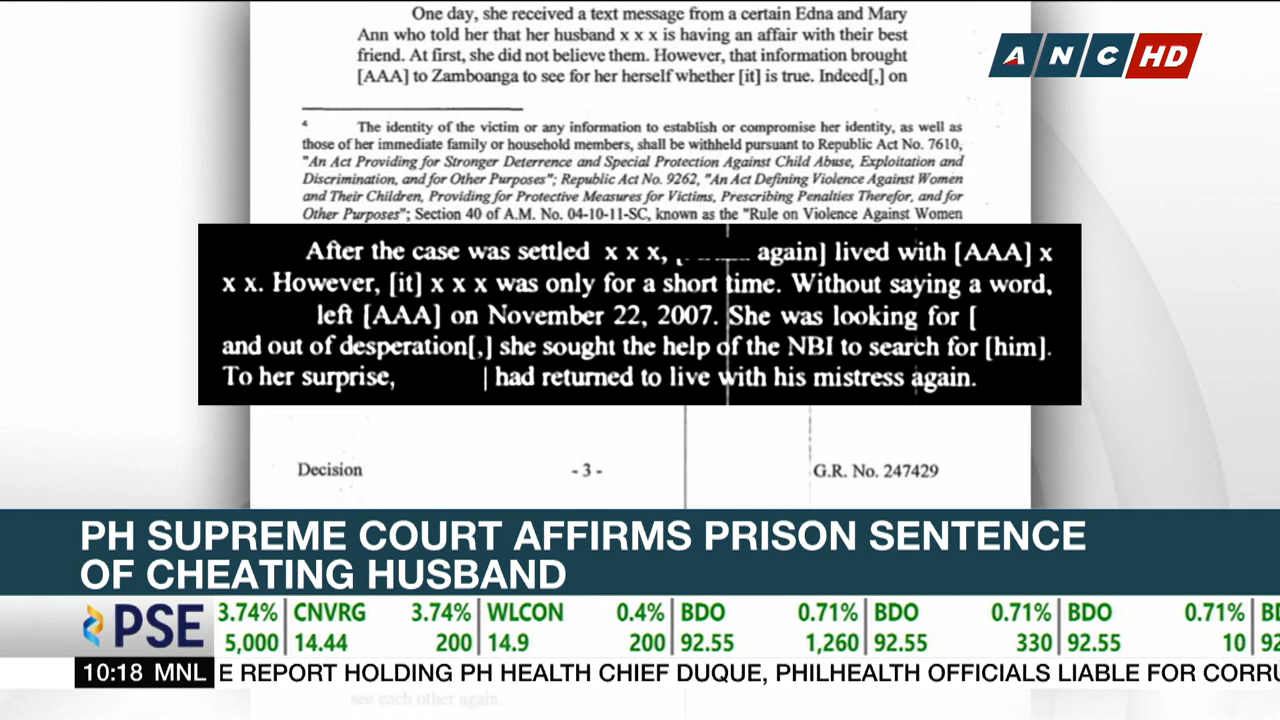 One day, she received a text message from a certain Edna and Mary
Ann who told her that her husband x x x is having an affair with their best
friend. At first, she did not believe them. However, that information brought
[AAA] to Zamboanga to see for her herself whether [it] is true. Indeed[,] on
ANC HD
4 The identity of the victim or any information to establish or compromise her identity, as well as
those of her immediate family or household members, shall be withheld pursuant to Republic Act No. 7610,
"An Act Providing for Stronger Deterrence and Special Protection Against Child Abuse, Exploitation and
Discrimination, and for Other Purposes"; Republic Act No. 9262, "An Act Defining Violence Against Women
and Their Children, Providing for Protective Measures for Victims, Prescribing Penalties Therefor, and for
Other Purposes"; Section 40 of A.M. No. 04-10-11-SC, known as the "Rule on Violence Against Women
After the case was settled x x x, again] lived with [AAA] x
x x. However, [it] x x x was only for a short time. Without saying a word,
left [AAA] on November 22, 2007. She was looking for [
and out of desperation[,] she sought the help of the NBI to search for [him].
To her surprise, had returned to live with his mistress again.
Decision - 3 - G.R. No. 247429
PH SUPREME COURT AFFIRMS PRISON SENTENCE
OF CHEATING HUSBAND
PSE
3.74% CNVRG 3.74% WLCON 0.4% BDO 0.71% BDO 0.71% BDO 0.71%
5,000 14.44 200 14.9 200 92.55 1,260 92.55 330 92.55 10
10:18 MNL E REPORT HOLDING PH HEALTH CHIEF DUQUE, PHILHEALTH OFFICIALS LIABLE FOR CORRU
see each other again.